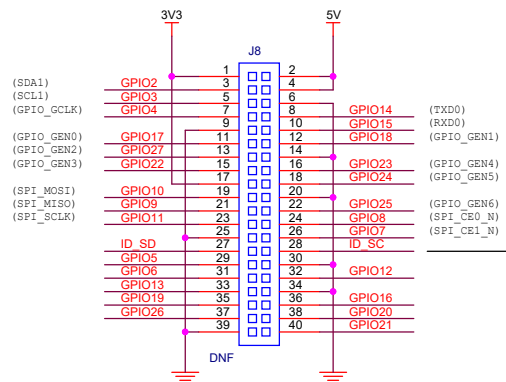 3V3 5V
J8
1 2
(SDA1) GPIO2 3 4
(SCL1) GPIO3 5 6
(GPIO_GCLK) GPIO4 7 8 GPIO14 (TXD0)
9 10 GPIO15 (RXD0)
(GPIO_GEN0) GPIO17 11 12 GPIO18 (GPIO_GEN1)
(GPIO_GEN2) GPIO27 13 14
(GPIO_GEN3) GPIO22 15 16 GPIO23 (GPIO_GEN4)
17 18 GPIO24 (GPIO_GEN5)
(SPI_MOSI) GPIO10 19 20
(SPI_MISO) GPIO9 21 22 GPIO25 (GPIO_GEN6)
(SPI_SCLK) GPIO11 23 24 GPIO8 (SPI_CE0_N)
25 26 GPIO7 (SPI_CE1_N)
ID_SD 27 28 ID_SC
GPIO5 29 30
GPIO6 31 32 GPIO12
GPIO13 33 34
GPIO19 35 36 GPIO16
GPIO26 37 38 GPIO20
39 40 GPIO21
DNF